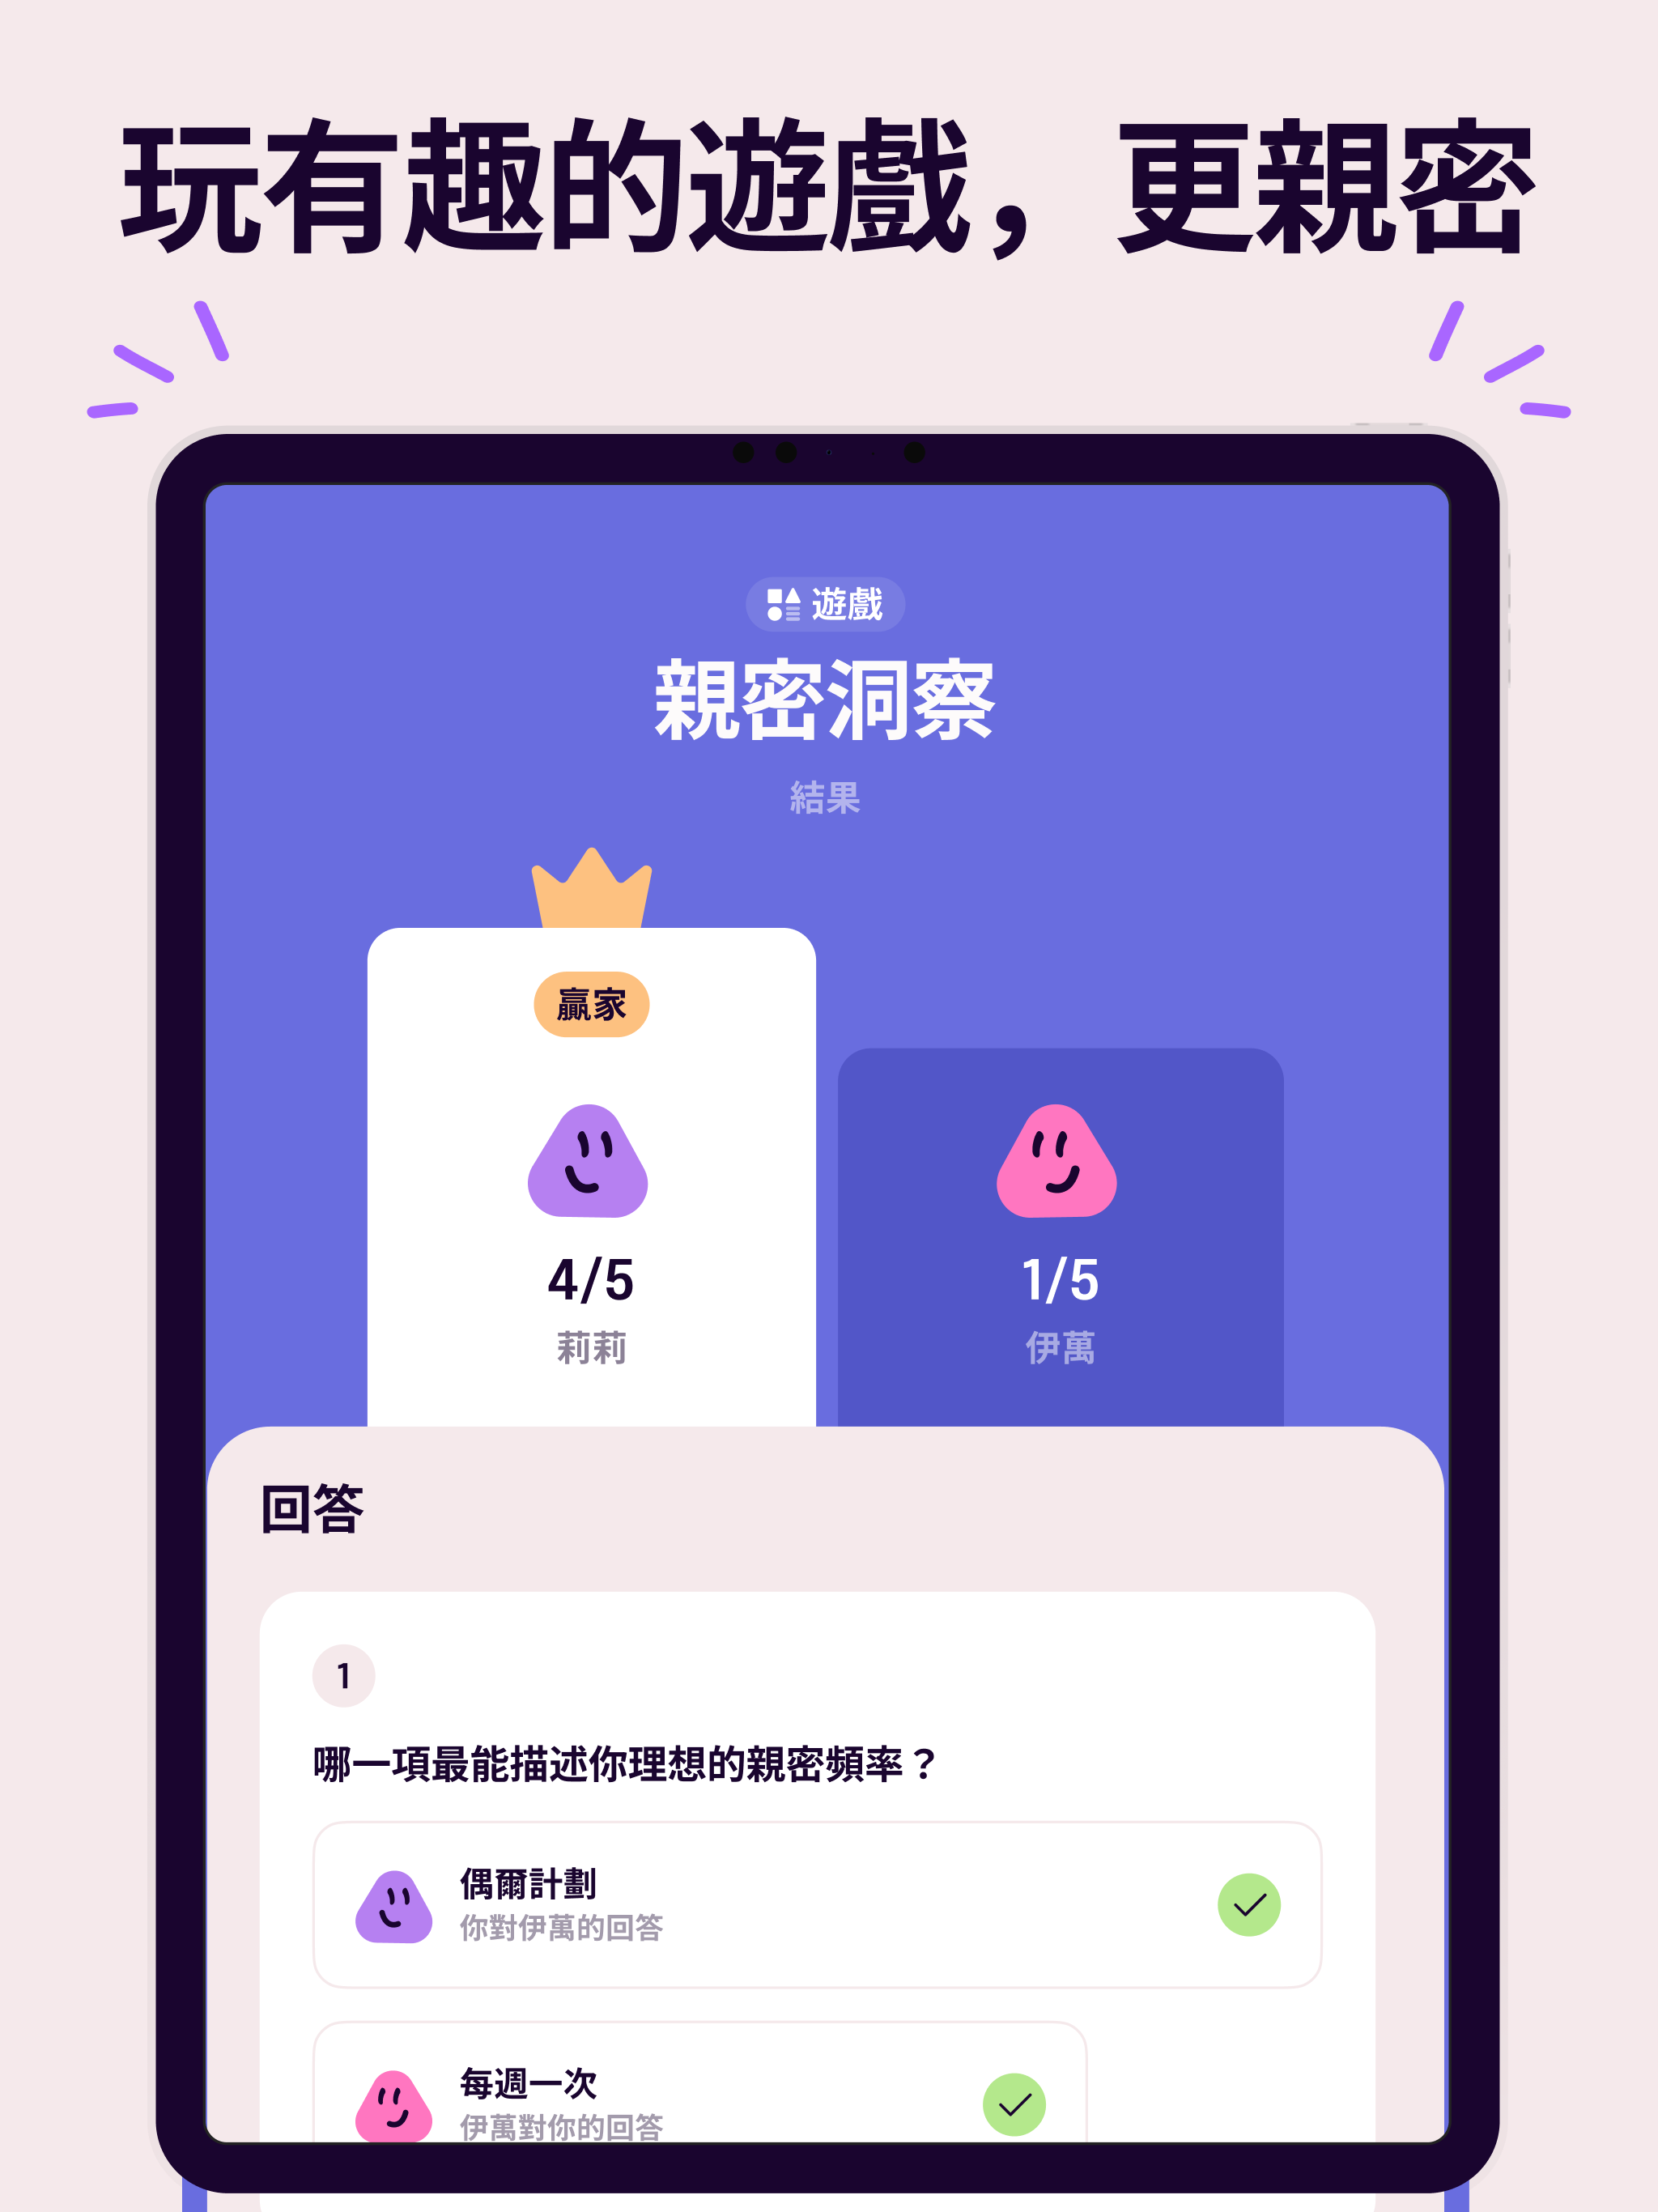 玩有趣的遊戲，更親密
遊戲
親密洞察
結果
贏家
4/5
莉莉
1/5
伊萬
回答
1
哪一項最能描述你理想的親密頻率？
偶爾計劃
你對伊萬的回答
每週一次
伊萬對你的回答